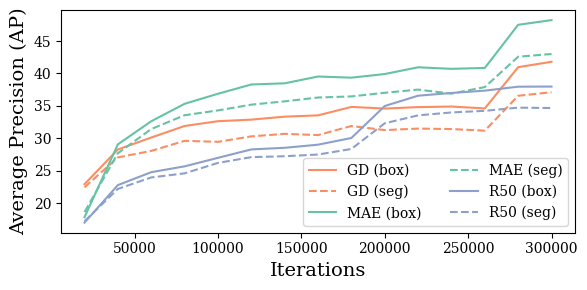 Average Precision (AP)
45
40
35
30
25
20
50000 100000 150000 200000 250000 300000
Iterations
GD (box)
GD (seg)
MAE (box)
MAE (seg)
R50 (box)
R50 (seg)